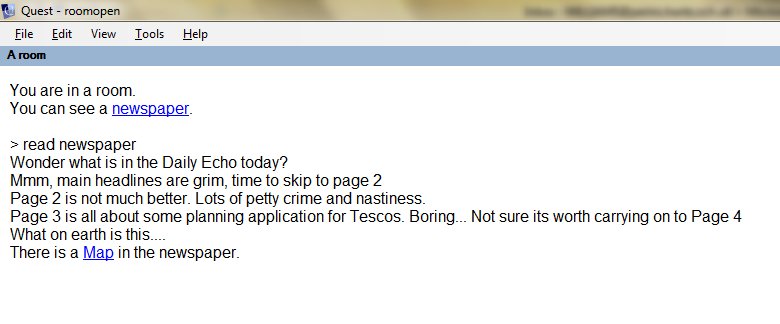 Quest - roomopen
File Edit View Tools Help
A room
You are in a room.
You can see a newspaper.
> read newspaper
Wonder what is in the Daily Echo today?
Mmm, main headlines are grim, time to skip to page 2
Page 2 is not much better. Lots of petty crime and nastiness.
Page 3 is all about some planning application for Tescos. Boring... Not sure its worth carrying on to Page 4
What on earth is this....
There is a Map in the newspaper.